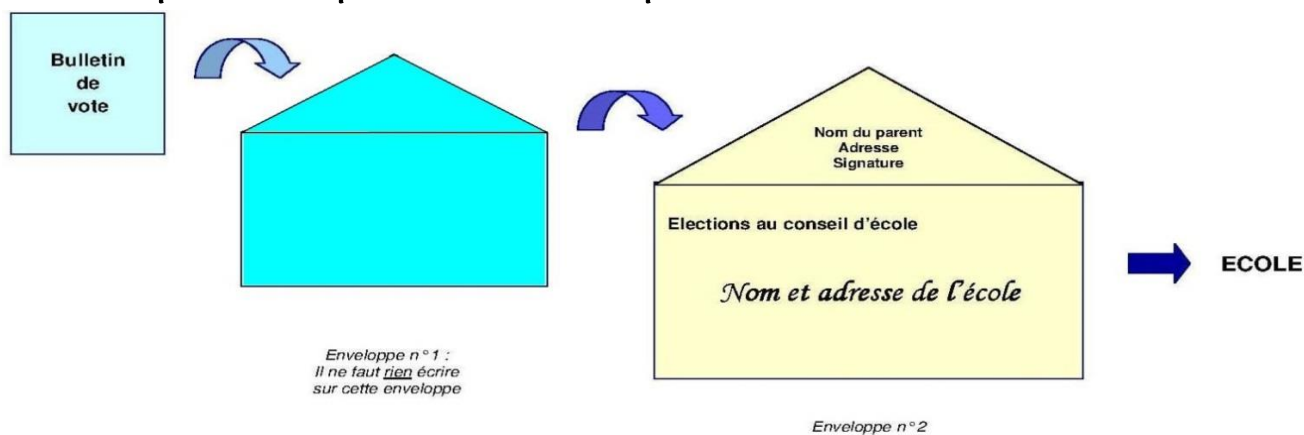 Bulletin
de
vote
Nom du parent
Adresse
Signature
Elections au conseil d'école
Nom et adresse de l'école
ECOLE
Enveloppe n°1 :
Il ne faut rien écrire
sur cette enveloppe
Enveloppe n°2